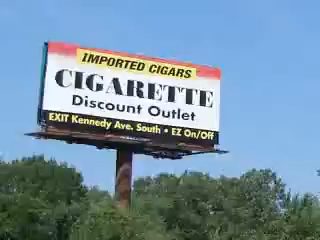 IMPORTED CIGARS
CIGARETTE
Discount Outlet
EXIT Kennedy Ave. South • EZ On/Off